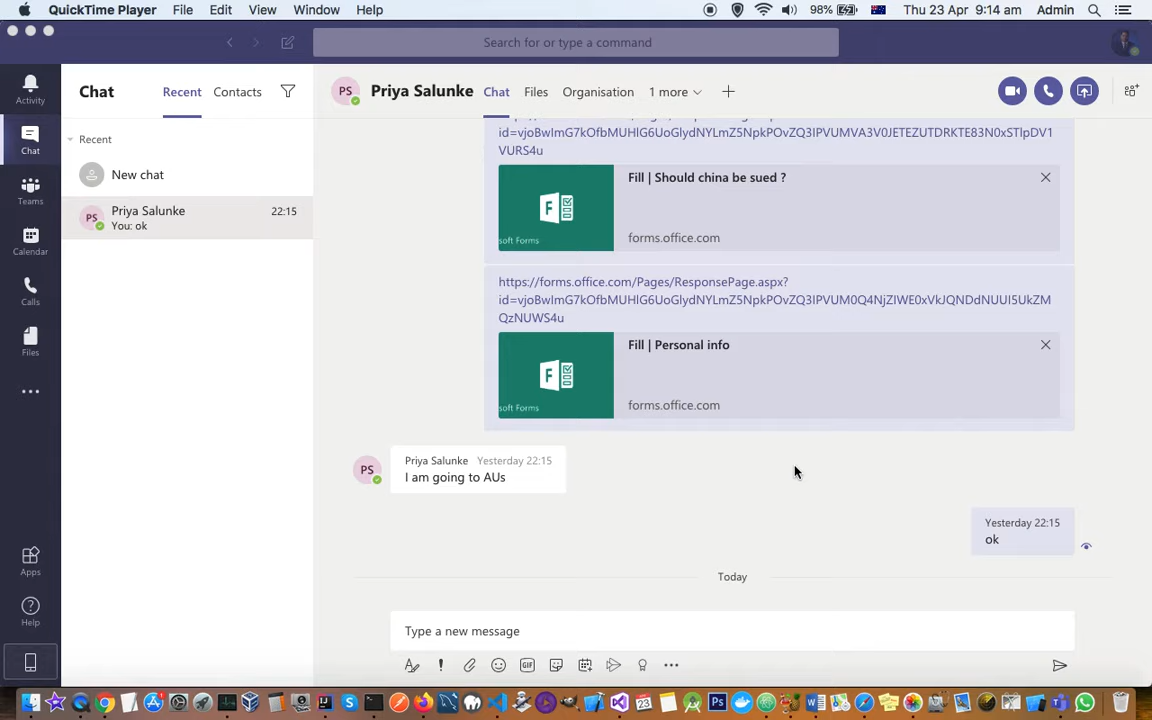 QuickTime Player File Edit View Window Help 98% Thu 23 Apr 9:14 am Admin
Search for or type a command
Activity
Chat
Teams
Calendar
Calls
Files
Apps
Help
Chat Recent Contacts
Recent
New chat
Priya Salunke 22:15
You: ok
PS
PS Priya Salunke Chat Files Organisation 1 more
id=vjoBwImG7kOfbMUHlG6UoGlydNYLmZ5NpkPOvZQ3IPVUMVA3V0JETEZUTDRKTE83N0xSTlpDV1
VURS4u
Fill | Should china be sued ?
forms.office.com
soft Forms
https://forms.office.com/Pages/ResponsePage.aspx?
id=vjoBwImG7kOfbMUHlG6UoGlydNYLmZ5NpkPOvZQ3IPVUM0Q4NjZIWE0xVkJQNDdNUUI5UkZM
QzNUWS4u
Fill | Personal info
forms.office.com
soft Forms
PS
Priya Salunke Yesterday 22:15
I am going to AUs
Yesterday 22:15
ok
Today
Type a new message
GIF